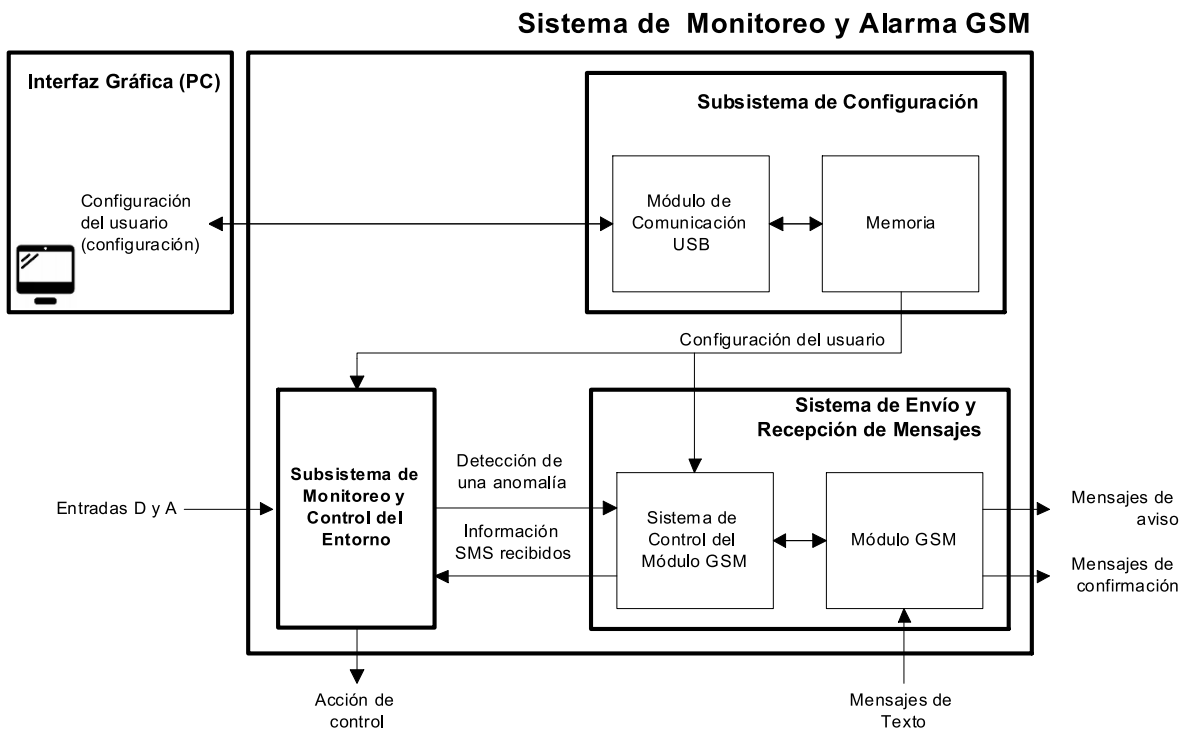 Sistema de Monitoreo y Alarma GSM
Interfaz Gráfica (PC)
Subsistema de Configuración
Configuración
del usuario
(configuración)
Módulo de
Comunicación
USB
Memoria
Configuración del usuario
Sistema de Envío y
Recepción de Mensajes
Subsistema de
Monitoreo y
Control del
Entorno
Detección de
una anomalía
Entradas D y A
Información
SMS recibidos
Sistema de
Control del
Módulo GSM
Módulo GSM
Mensajes de
aviso
Mensajes de
confirmación
Acción de
control
Mensajes de
Texto